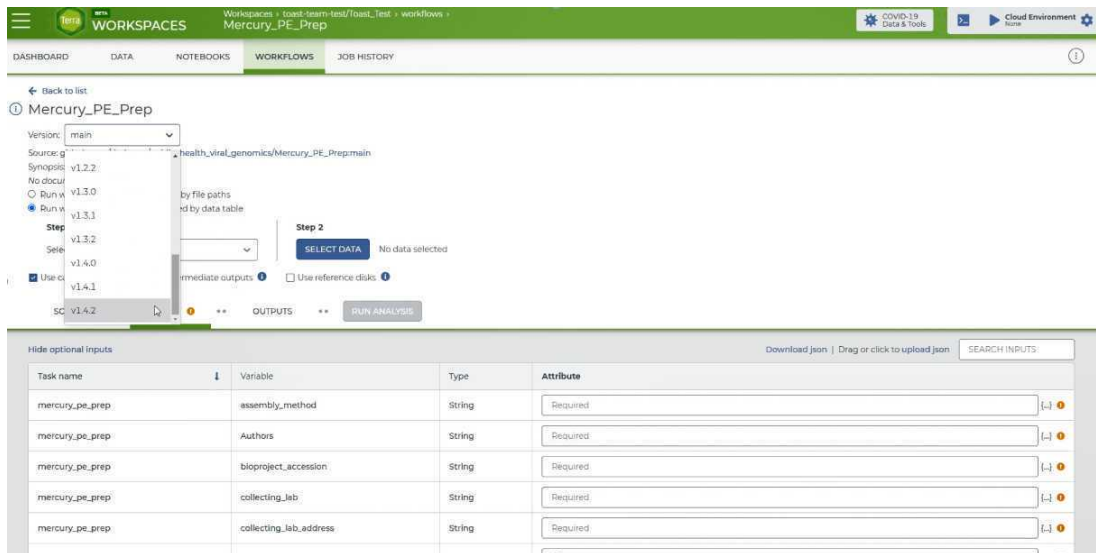 Terra
BETA
WORKSPACES
Workspaces › toast-team-test/Toast_Test › workflows ›
Mercury_PE_Prep
COVID-19
Data & Tools
Cloud Environment
None
DASHBOARD
DATA
NOTEBOOKS
WORKFLOWS
JOB HISTORY
Back to list
Mercury_PE_Prep
Version: main
Source: g health_viral_genomics/Mercury_PE_Prep:main
Synopsis:
No docu
v1.2.2
Run w by file paths
v1.3.0
Run w ed by data table
v1.3.1
Step Step 2
v1.3.2
Sele SELECT DATA No data selected
v1.4.0
Use ca rmediate outputs Use reference disks
v1.4.1
SC v1.4.2 OUTPUTS RUN ANALYSIS
Hide optional inputs
Download json | Drag or click to upload json SEARCH INPUTS
Task name Variable Type Attribute
mercury_pe_prep assembly_method String Required {...}
mercury_pe_prep Authors String Required {...}
mercury_pe_prep bioproject_accession String Required {...}
mercury_pe_prep collecting_lab String Required {...}
mercury_pe_prep collecting_lab_address String Required {...}